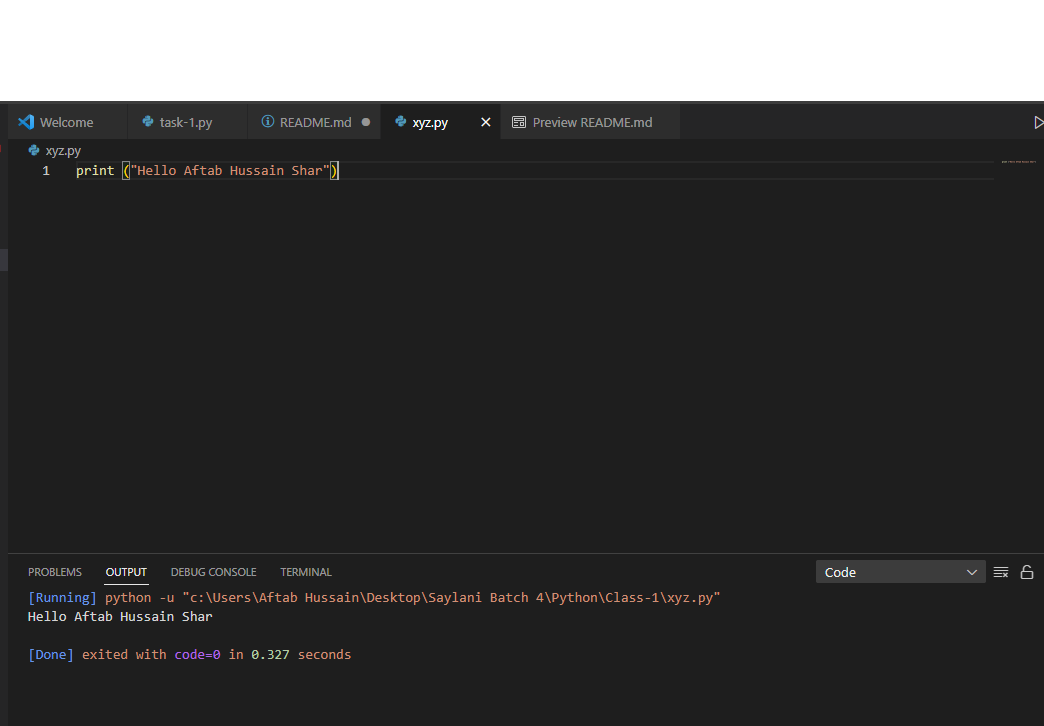 Welcome task-1.py README.md xyz.py Preview README.md
xyz.py
1 print ("Hello Aftab Hussain Shar")
PROBLEMS OUTPUT DEBUG CONSOLE TERMINAL Code
[Running] python -u "c:\Users\Aftab Hussain\Desktop\Saylani Batch 4\Python\Class-1\xyz.py"
Hello Aftab Hussain Shar
[Done] exited with code=0 in 0.327 seconds